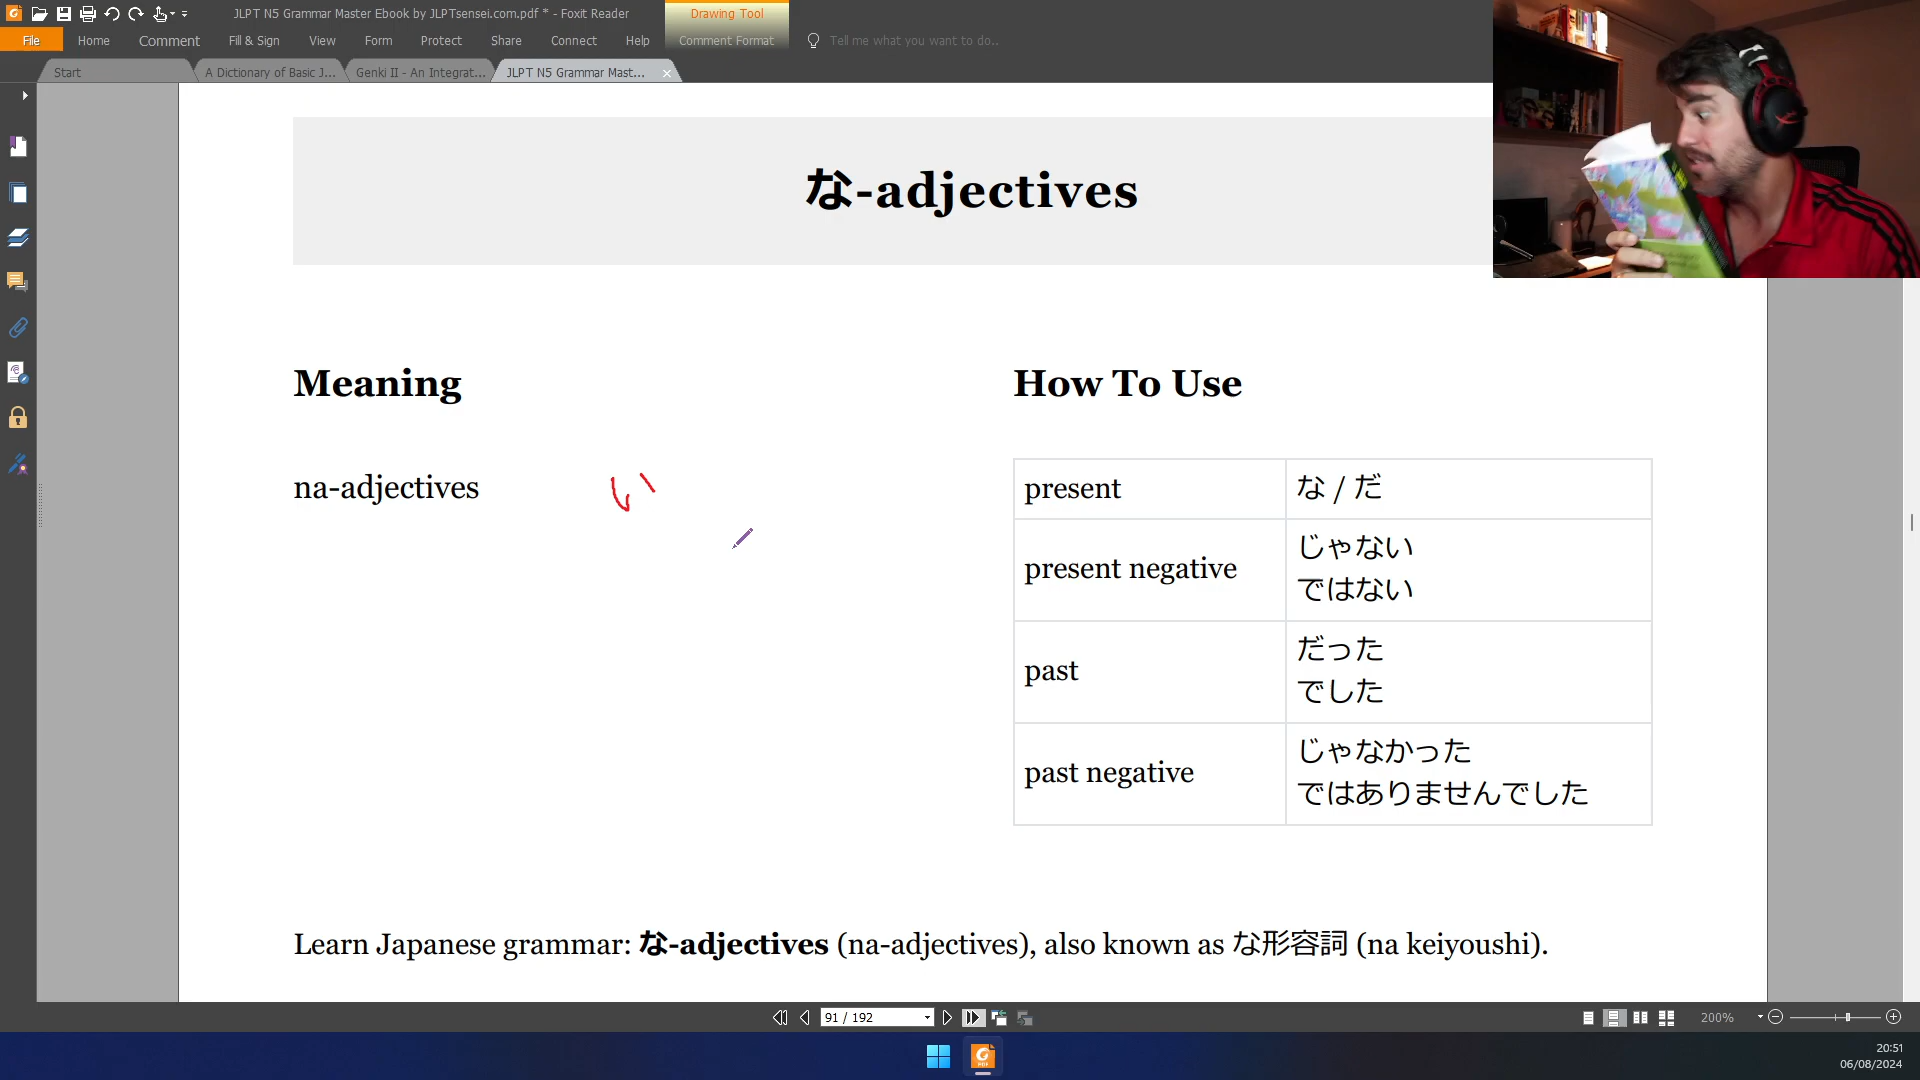 JLPT N5 Grammar Master Ebook by JLPTsensei.com.pdf * - Foxit Reader
Drawing Tool
File Home Comment Fill & Sign View Form Protect Share Connect Help Comment Format Tell me what you want to do..
Start A Dictionary of Basic J... Genki II - An Integrat... JLPT N5 Grammar Mast...
な-adjectives
Meaning
na-adjectives
い
How To Use
present な / だ
present negative じゃない
ではない
past だった
でした
past negative じゃなかった
ではありませんでした
Learn Japanese grammar: な-adjectives (na-adjectives), also known as な形容詞 (na keiyoushi).
91 / 192
200%
20:51
06/08/2024